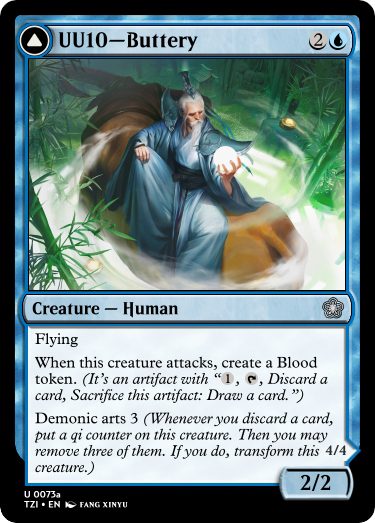 UU10—Buttery 2
Creature — Human
Flying
When this creature attacks, create a Blood
token. (It's an artifact with “1, , Discard a
card, Sacrifice this artifact: Draw a card.”)
Demonic arts 3 (Whenever you discard a card,
put a qi counter on this creature. Then you may
remove three of them. If you do, transform this 4/4
creature.)
2/2
U 0073a
TZI • EN FANG XINYU